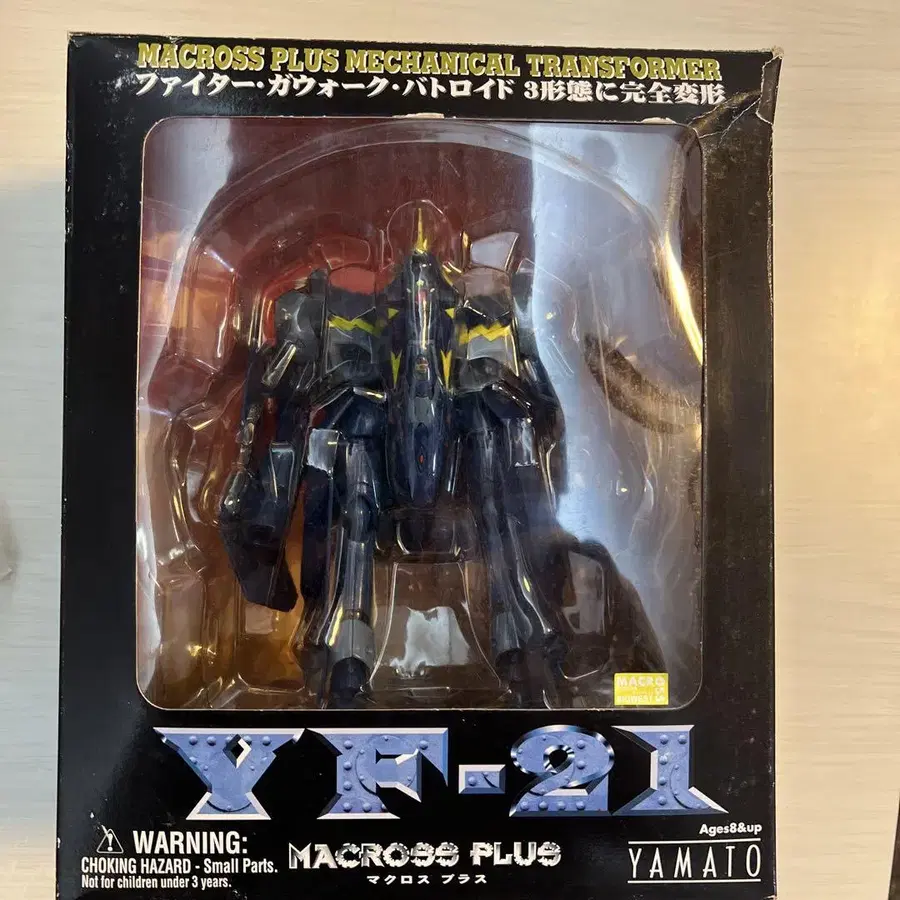 MACROSS PLUS MECHANICAL TRANSFORMER
ファイター・ガウォーク・バトロイド 3形態に完全変形
MACRO
YF-21
Ages8&up
WARNING:
CHOKING HAZARD - Small Parts.
Not for children under 3 years.
MACROSS PLUS
マクロス プラス
YAMATO